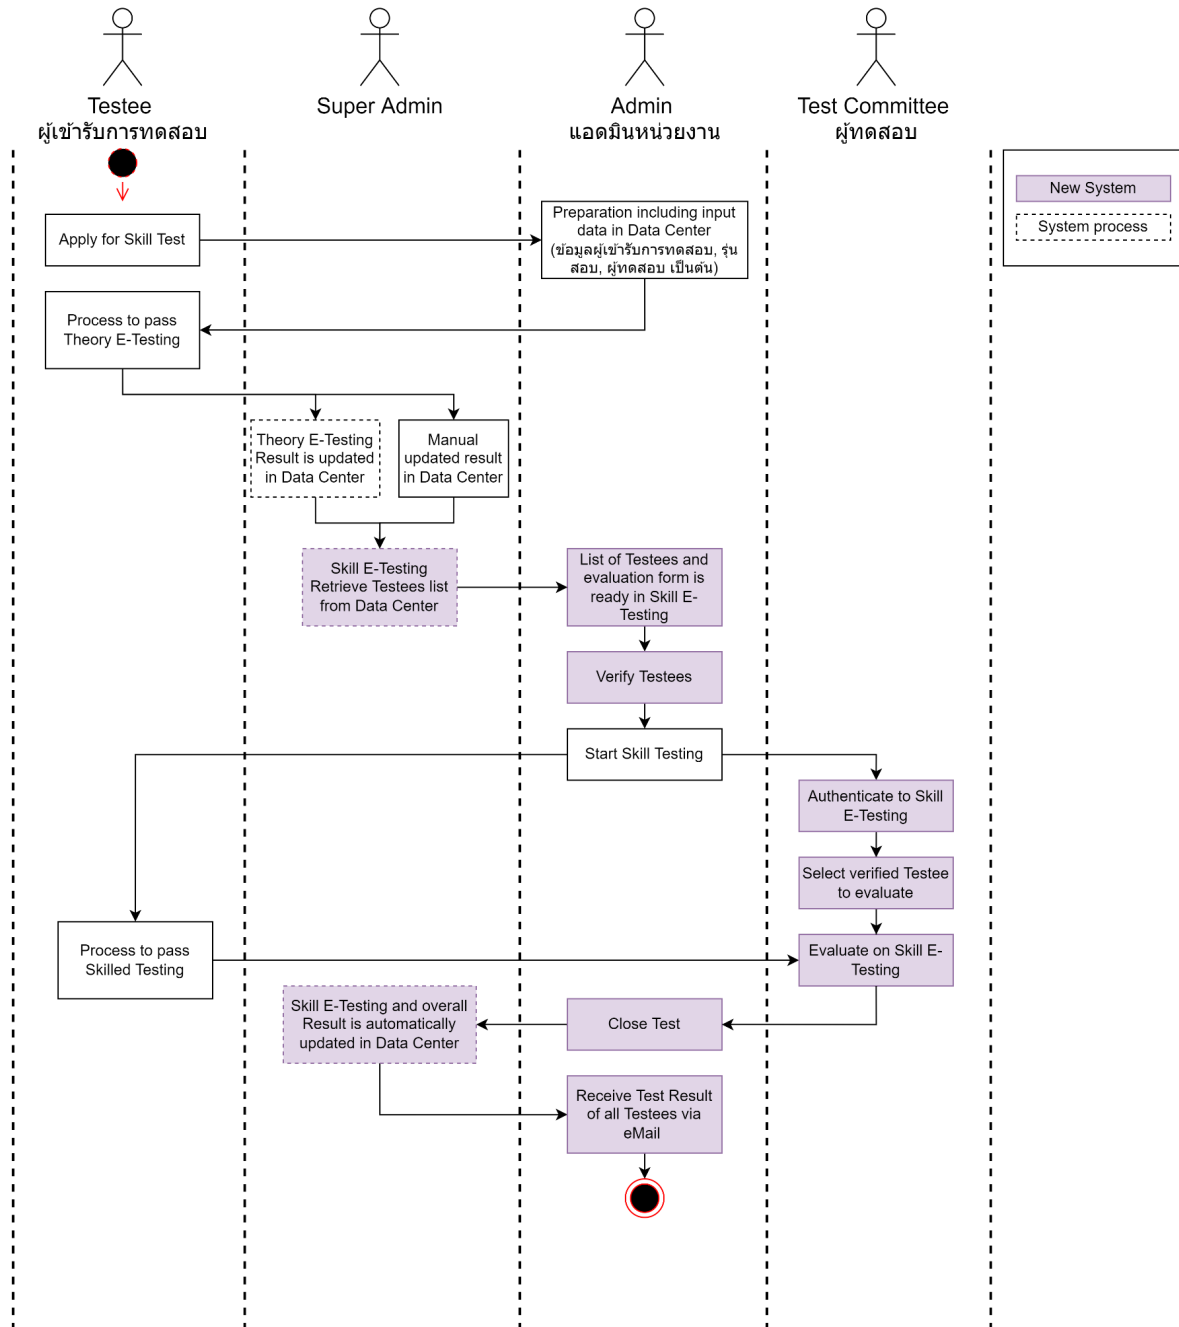 Testee
ผู้เข้ารับการทดสอบ
Super Admin
Admin
แอดมินหน่วยงาน
Test Committee
ผู้ทดสอบ
New System
System process
Apply for Skill Test
Preparation including input
data in Data Center
(ข้อมูลผู้เข้ารับการทดสอบ, รุ่น
สอบ, ผู้ทดสอบ เป็นต้น)
Process to pass
Theory E-Testing
Theory E-Testing
Result is updated
in Data Center
Manual
updated result
in Data Center
Skill E-Testing
Retrieve Testees list
from Data Center
List of Testees and
evaluation form is
ready in Skill E-
Testing
Verify Testees
Start Skill Testing
Authenticate to Skill
E-Testing
Select verified Testee
to evaluate
Process to pass
Skilled Testing
Evaluate on Skill E-
Testing
Skill E-Testing and overall
Result is automatically
updated in Data Center
Close Test
Receive Test Result
of all Testees via
eMail